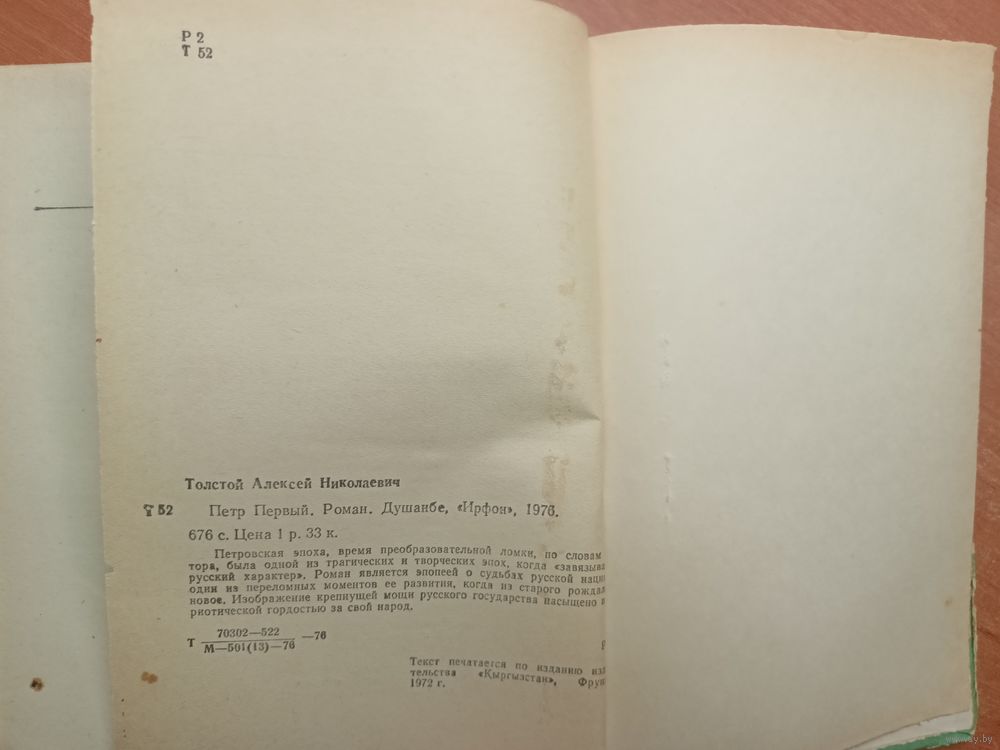 Р 2
Т 52
Толстой Алексей Николаевич
Т 52 Петр Первый. Роман. Душанбе, «Ирфон», 1976.
676 с. Цена 1 р. 33 к.
Петровская эпоха, время преобразовательной ломки, по словам
тора, была одной из трагических и творческих эпох, когда «завязыва
русский характер». Роман является эпопеей о судьбах русской наци
один из переломных моментов ее развития, когда из старого рождал
новое. Изображение крепнущей мощи русского государства насыщено
риотической гордостью за свой народ.
70302—522
Т —76
М—501(13)—76
Текст печатается по изданию изд
тельства «Кыргызстан», Фрун
1972 г.
www.ay.by